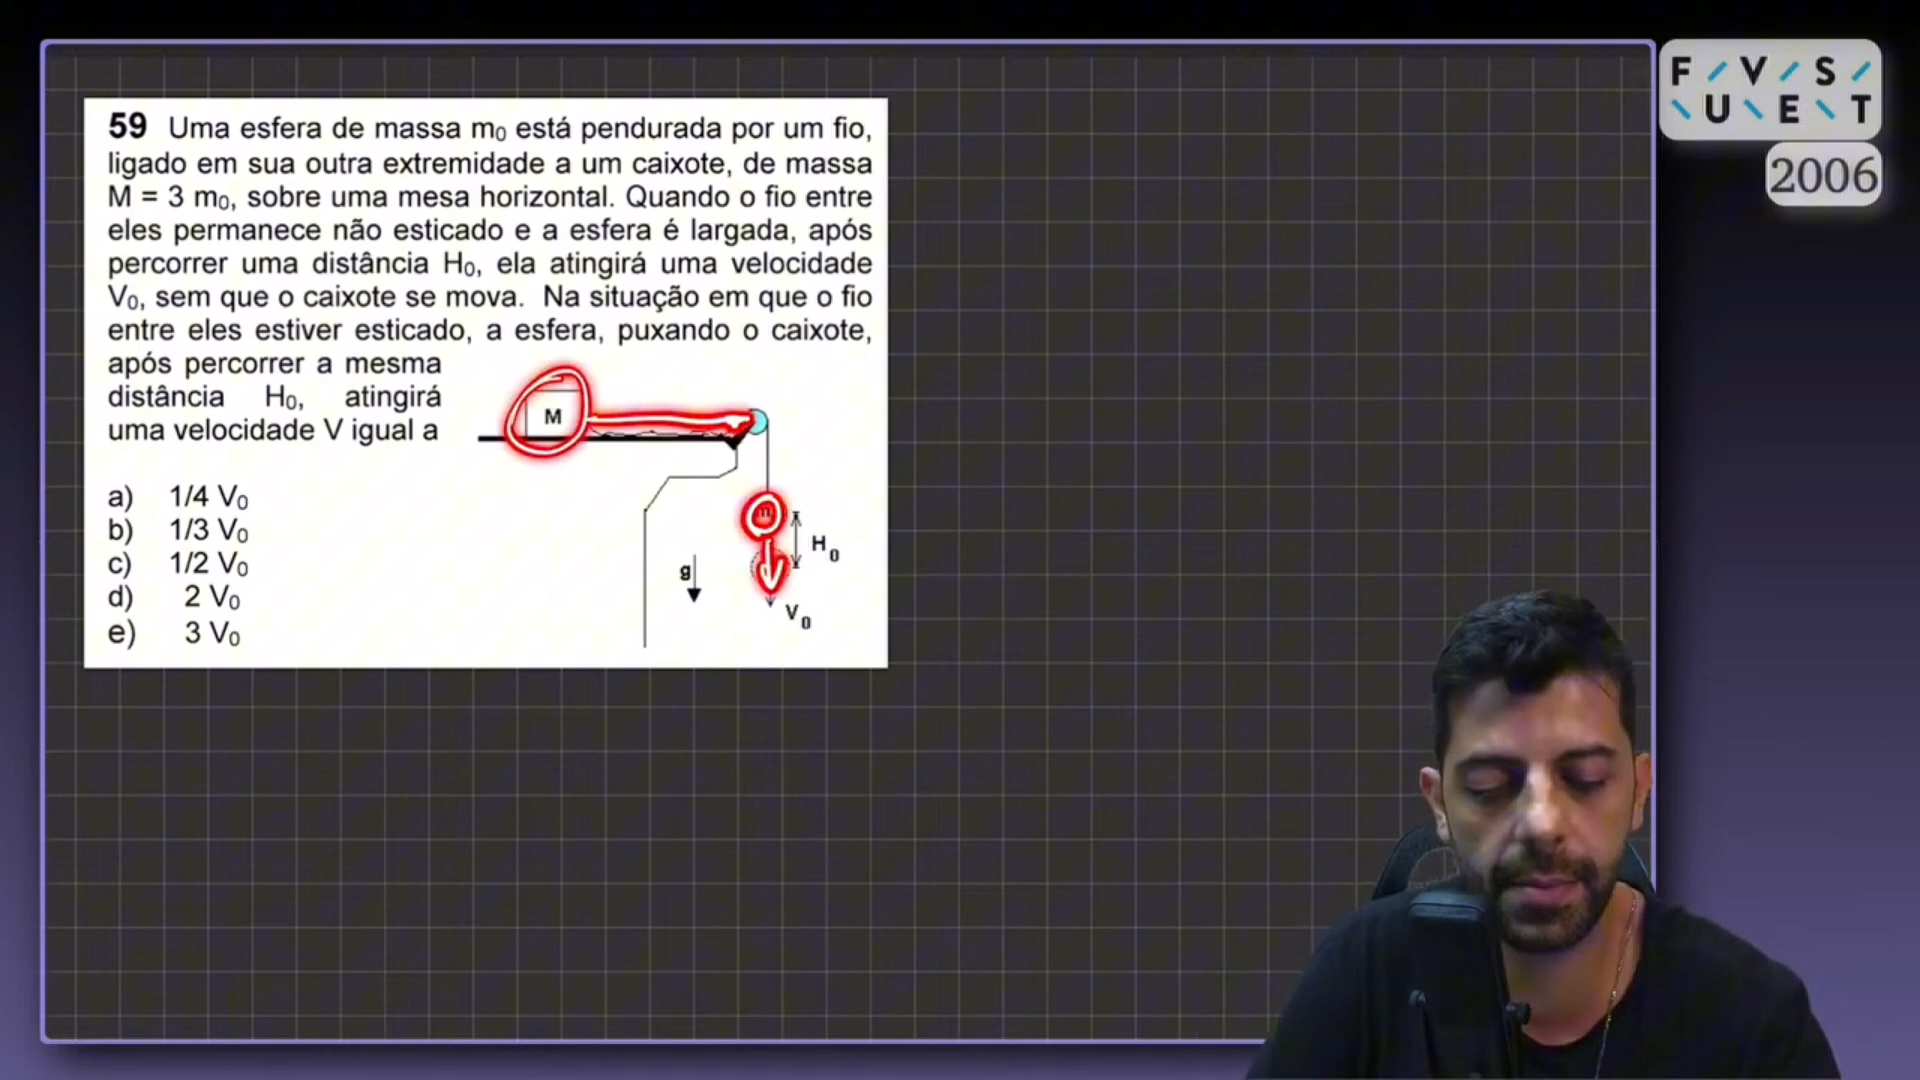 59 Uma esfera de massa m₀ está pendurada por um fio,
ligado em sua outra extremidade a um caixote, de massa
M = 3 m₀, sobre uma mesa horizontal. Quando o fio entre
eles permanece não esticado e a esfera é largada, após
percorrer uma distância H₀, ela atingirá uma velocidade
V₀, sem que o caixote se mova. Na situação em que o fio
entre eles estiver esticado, a esfera, puxando o caixote,
após percorrer a mesma
distância H₀, atingirá
uma velocidade V igual a
a) 1/4 V₀
b) 1/3 V₀
c) 1/2 V₀
d) 2 V₀
e) 3 V₀
M
H₀
g
V₀
FVS
UET
2006